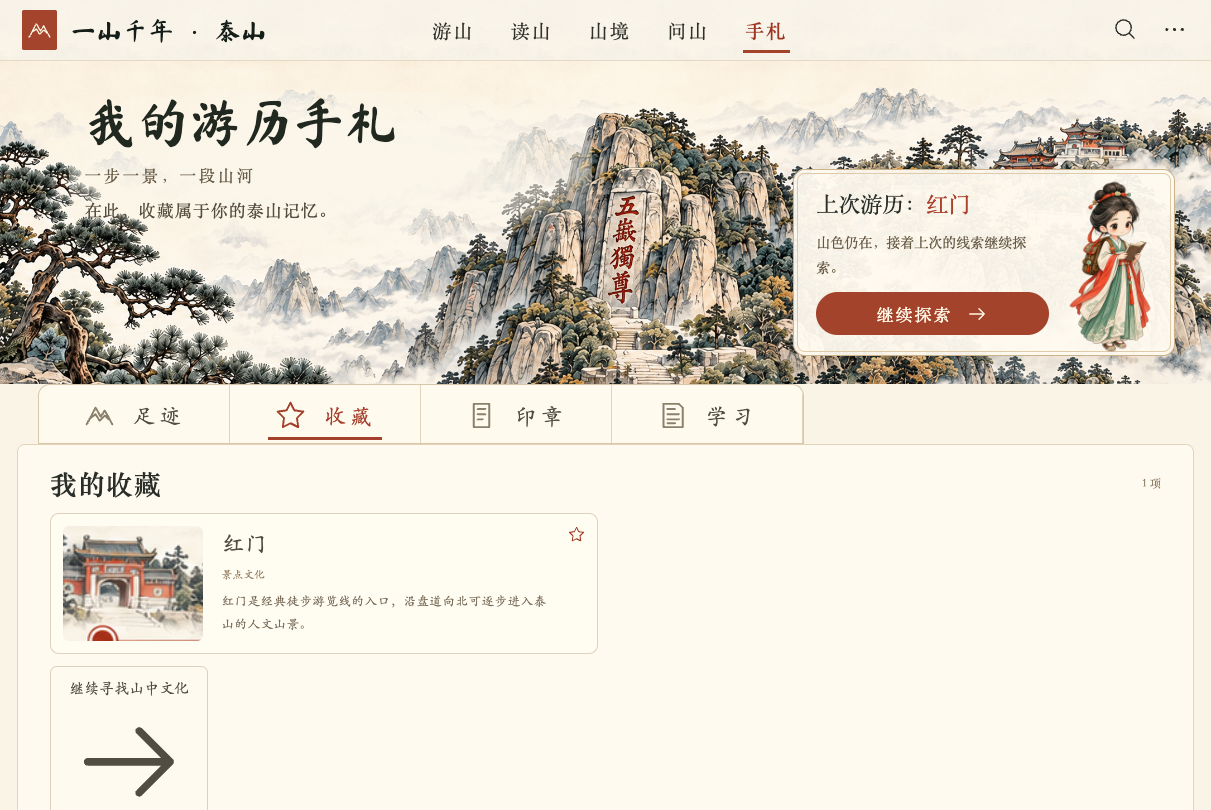 一山千年 · 泰山
游山
读山
山境
问山
手札
我的游历手札
一步一景，一段山河
在此，收藏属于你的泰山记忆。
五嶽獨尊
上次游历：红门
山色仍在，接着上次的线索继续探
索。
继续探索 →
足迹
收藏
印章
学习
我的收藏
1 项
红门
景点文化
红门是经典徒步游览线的入口，沿盘道向北可逐步进入泰
山的人文山景。
继续寻找山中文化